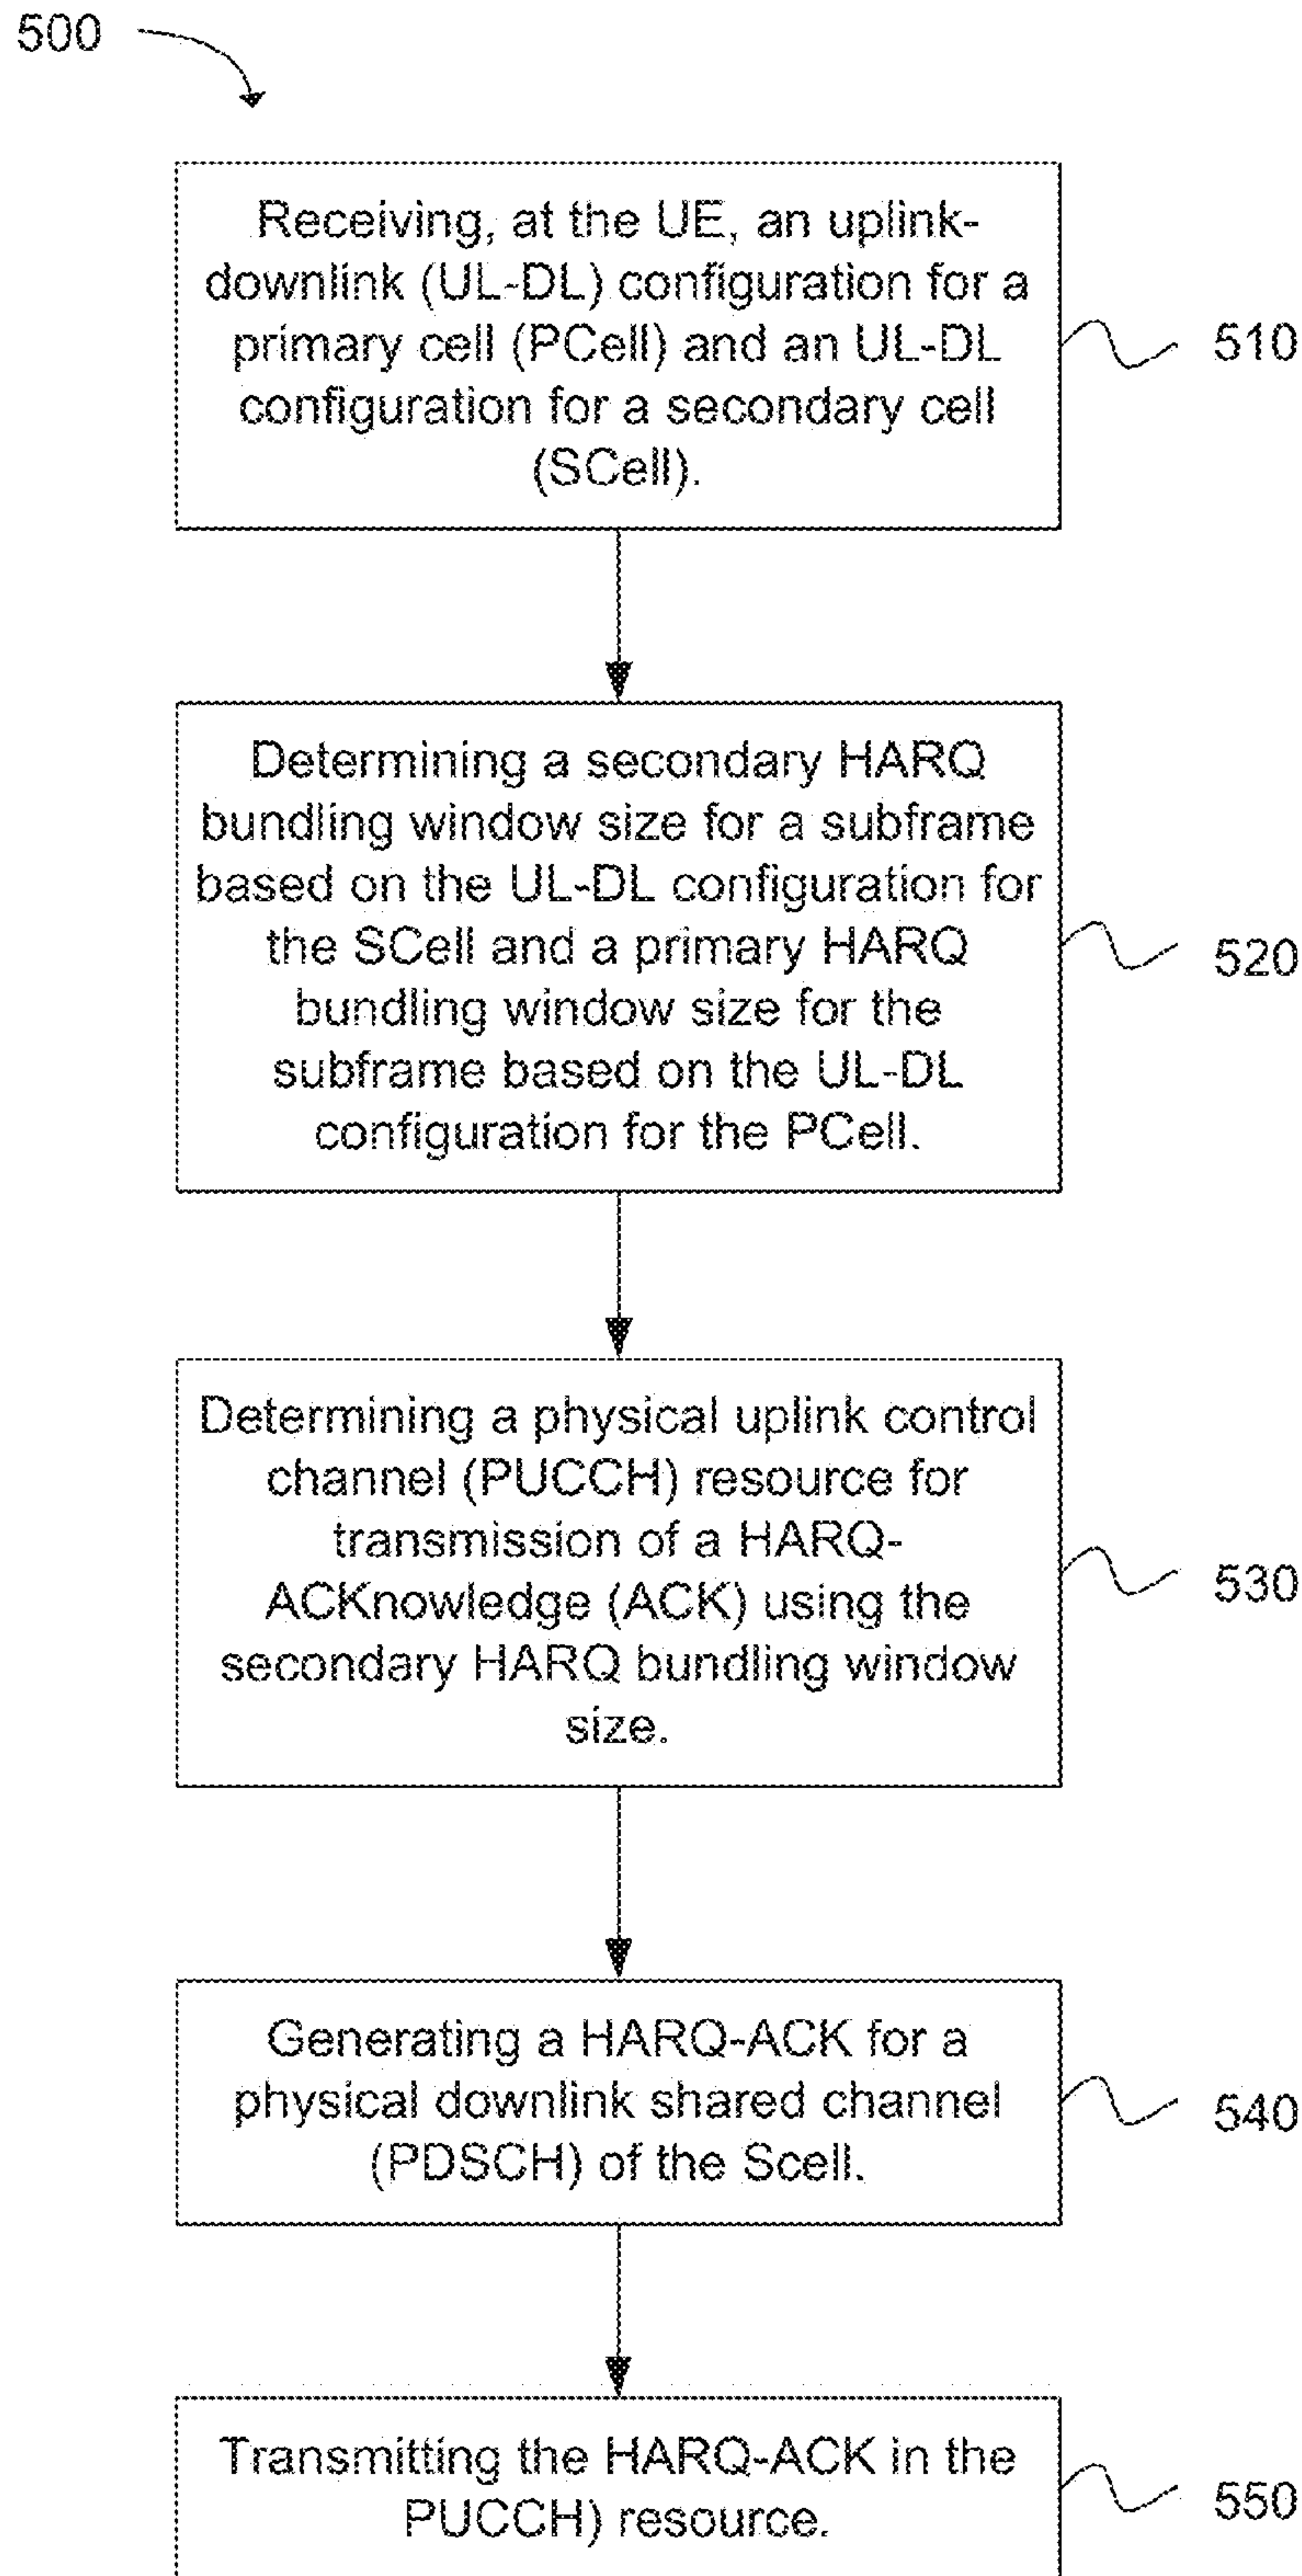 500
Receiving, at the UE, an uplink-
downlink (UL-DL) configuration for a
primary cell (PCell) and an UL-DL
configuration for a secondary cell
(SCell).
510
Determining a secondary HARQ
bundling window size for a subframe
based on the UL-DL configuration for
the SCell and a primary HARQ
bundling window size for the
subframe based on the UL-DL
configuration for the PCell.
520
Determining a physical uplink control
channel (PUCCH) resource for
transmission of a HARQ-
ACKnowledge (ACK) using the
secondary HARQ bundling window
size.
530
Generating a HARQ-ACK for a
physical downlink shared channel
(PDSCH) of the Scell.
540
Transmitting the HARQ-ACK in the
PUCCH) resource.
550